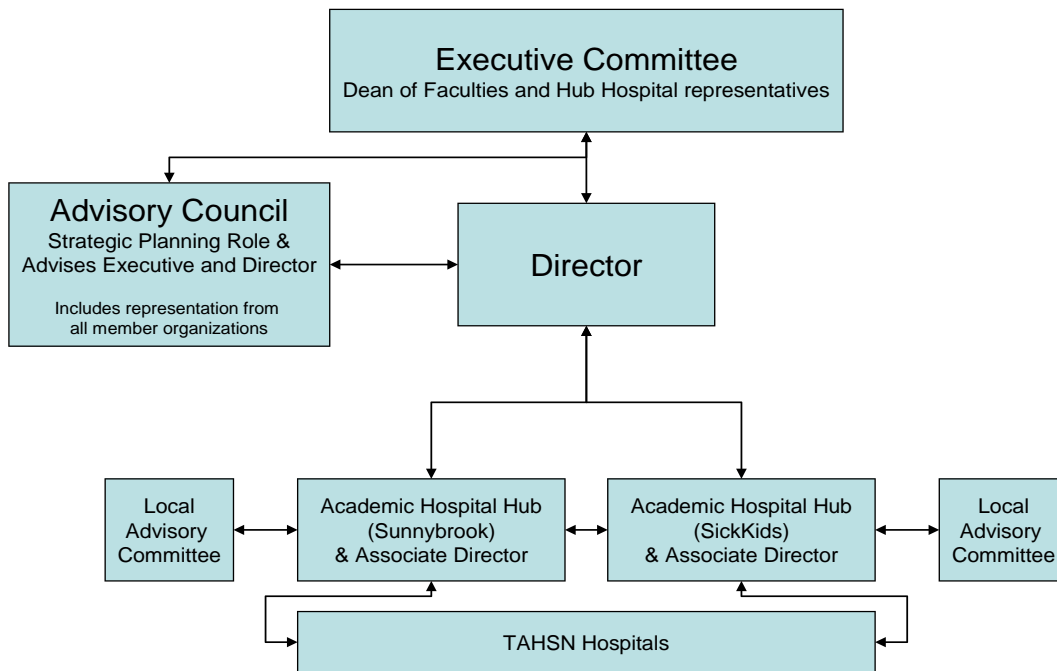 Executive Committee
Dean of Faculties and Hub Hospital representatives
Advisory Council
Strategic Planning Role &
Advises Executive and Director
Includes representation from
all member organizations
Director
Local
Advisory
Committee
Academic Hospital Hub
(Sunnybrook)
& Associate Director
Academic Hospital Hub
(SickKids)
& Associate Director
Local
Advisory
Committee
TAHSN Hospitals